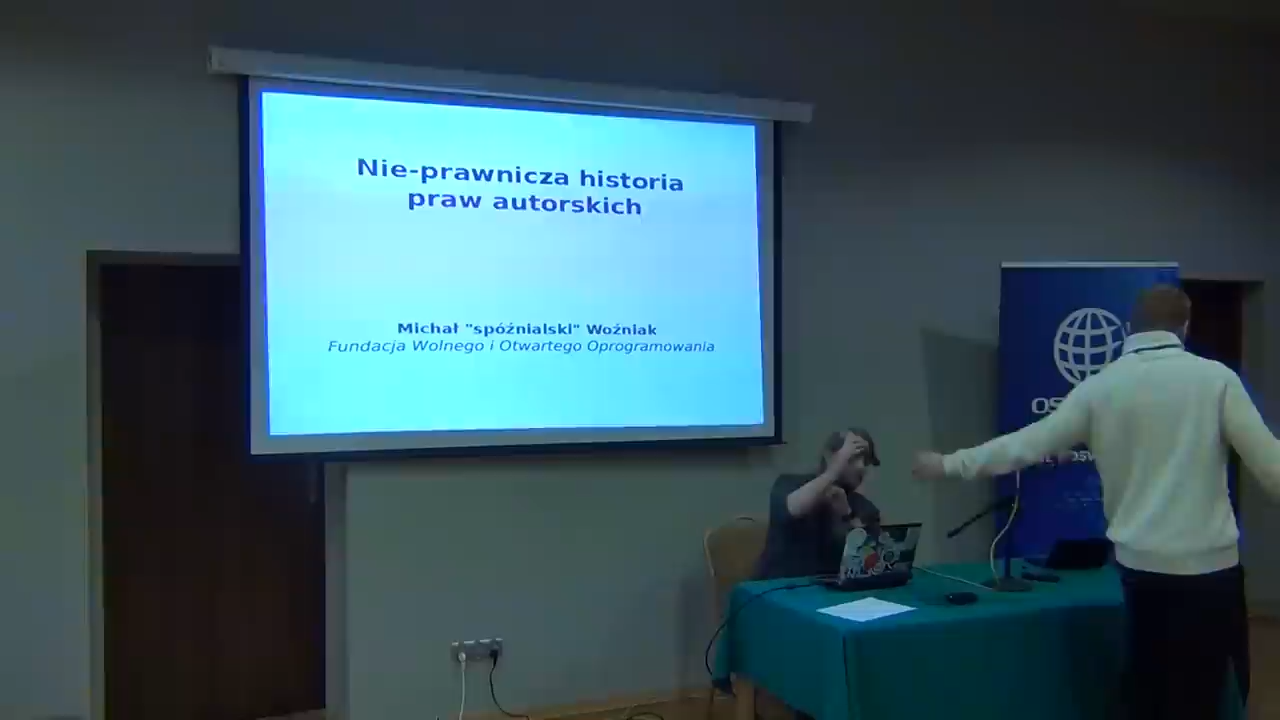 Nie-prawnicza historia
praw autorskich
Michał "spóźnialski" Woźniak
Fundacja Wolnego i Otwartego Oprogramowania